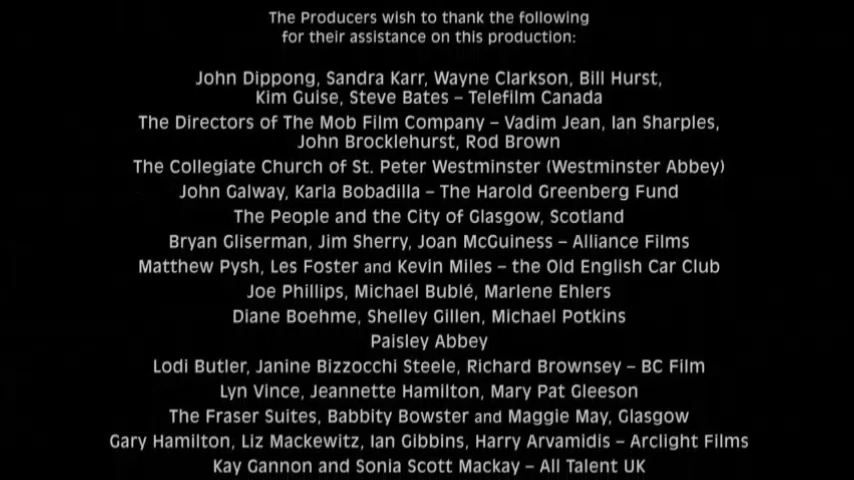 The Producers wish to thank the following
for their assistance on this production:
John Dippong, Sandra Karr, Wayne Clarkson, Bill Hurst,
Kim Guise, Steve Bates – Telefilm Canada
The Directors of The Mob Film Company – Vadim Jean, Ian Sharples,
John Brocklehurst, Rod Brown
The Collegiate Church of St. Peter Westminster (Westminster Abbey)
John Galway, Karla Bobadilla – The Harold Greenberg Fund
The People and the City of Glasgow, Scotland
Bryan Gliserman, Jim Sherry, Joan McGuiness – Alliance Films
Matthew Pysh, Les Foster and Kevin Miles – the Old English Car Club
Joe Phillips, Michael Bublé, Marlene Ehlers
Diane Boehme, Shelley Gillen, Michael Potkins
Paisley Abbey
Lodi Butler, Janine Bizzocchi Steele, Richard Brownsey – BC Film
Lyn Vince, Jeannette Hamilton, Mary Pat Gleeson
The Fraser Suites, Babbity Bowster and Maggie May, Glasgow
Gary Hamilton, Liz Mackewitz, Ian Gibbins, Harry Arvamidis – Arclight Films
Kay Gannon and Sonia Scott Mackay – All Talent UK